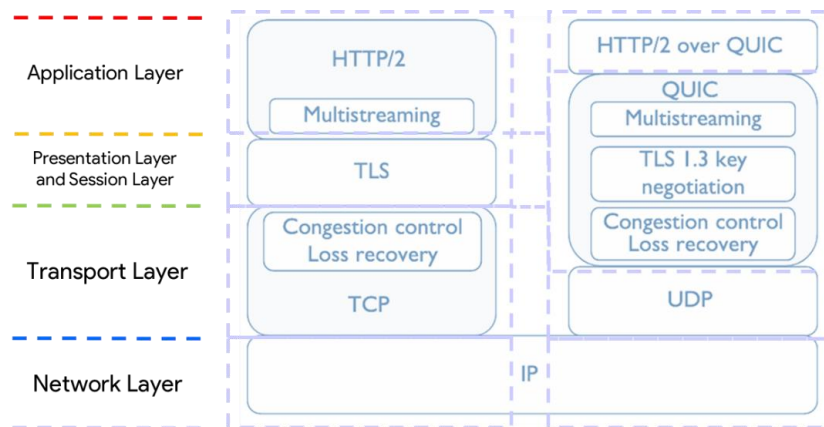 Application Layer
Presentation Layer
and Session Layer
Transport Layer
Network Layer
HTTP/2
Multistreaming
TLS
Congestion control
Loss recovery
TCP
HTTP/2 over QUIC
QUIC
Multistreaming
TLS 1.3 key
negotiation
Congestion control
Loss recovery
UDP
IP